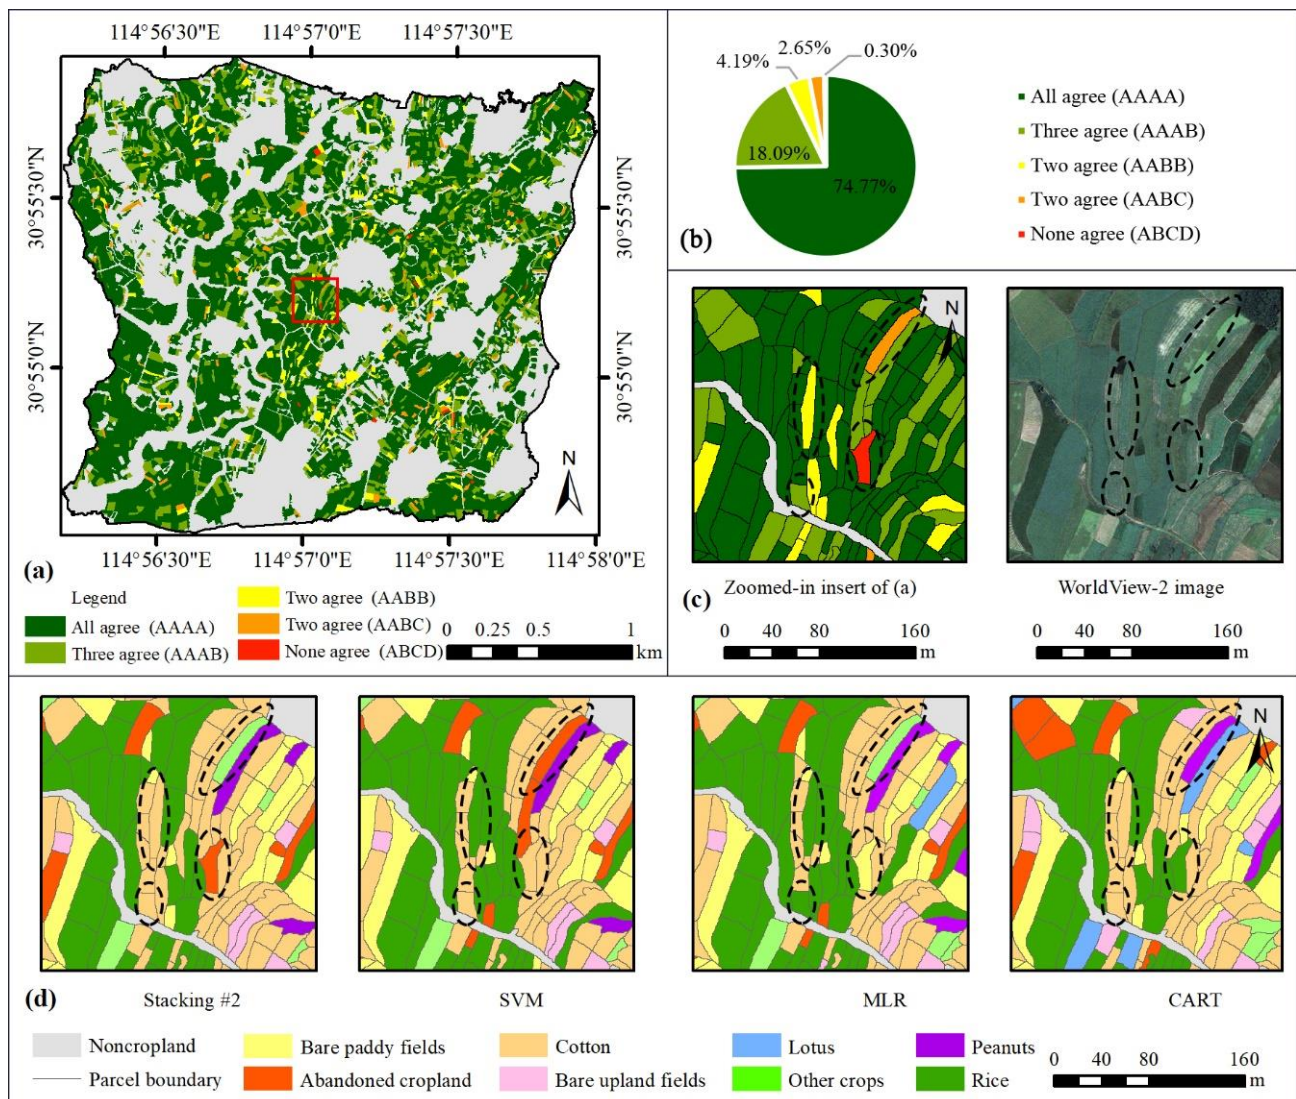 114°56'30"E 114°57'0"E 114°57'30"E
30°55'30"N
30°55'0"N
30°55'30"N
30°55'0"N
N
(a)
114°56'30"E 114°57'0"E 114°57'30"E 114°58'0"E
Legend
All agree (AAAA)
Three agree (AAAB)
Two agree (AABB)
Two agree (AABC)
None agree (ABCD)
0 0.25 0.5 1
km
4.19% 2.65% 0.30%
18.09%
74.77%
(b)
All agree (AAAA)
Three agree (AAAB)
Two agree (AABB)
Two agree (AABC)
None agree (ABCD)
N
(c)
Zoomed-in insert of (a)
WorldView-2 image
0 40 80 160
m
0 40 80 160
m
N
(d)
Stacking #2
SVM
MLR
CART
Noncropland
Bare paddy fields
Cotton
Lotus
Peanuts
Parcel boundary
Abandoned cropland
Bare upland fields
Other crops
Rice
0 40 80 160
m